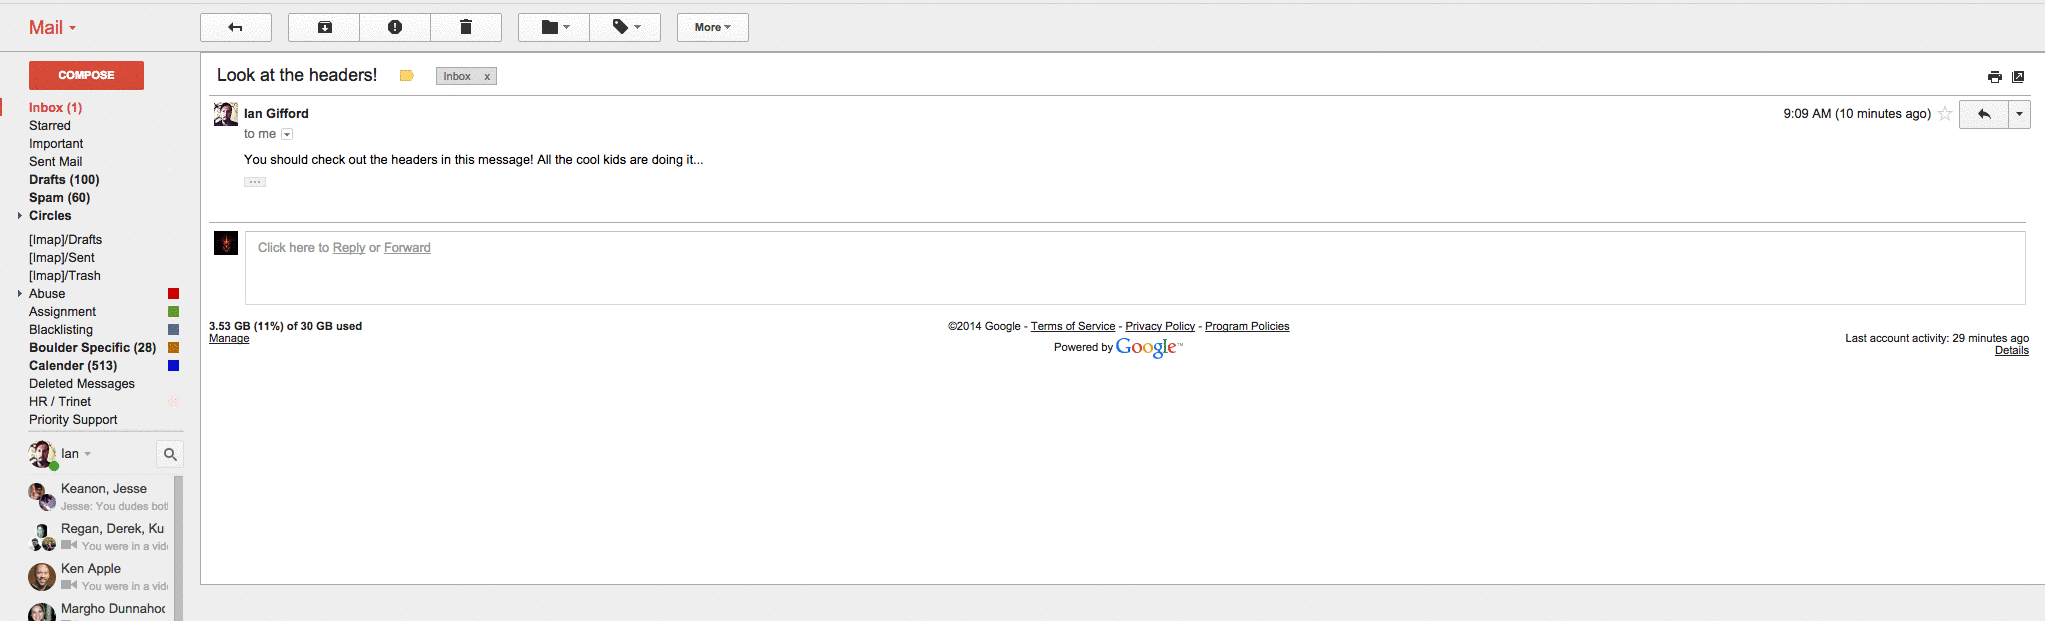 Mail
More
COMPOSE
Inbox (1)
Starred
Important
Sent Mail
Drafts (100)
Spam (60)
Circles
[Imap]/Drafts
[Imap]/Sent
[Imap]/Trash
Abuse
Assignment
Blacklisting
Boulder Specific (28)
Calender (513)
Deleted Messages
HR / Trinet
Priority Support
Ian
Keanon, Jesse
Jesse: You dudes bot
Regan, Derek, Ku
You were in a vid
Ken Apple
You were in a vid
Margho Dunnahoo
Look at the headers!
Inbox x
Ian Gifford
9:09 AM (10 minutes ago)
to me
You should check out the headers in this message! All the cool kids are doing it...
Click here to Reply or Forward
3.53 GB (11%) of 30 GB used
Manage
©2014 Google - Terms of Service - Privacy Policy - Program Policies
Powered by Google™
Last account activity: 29 minutes ago
Details